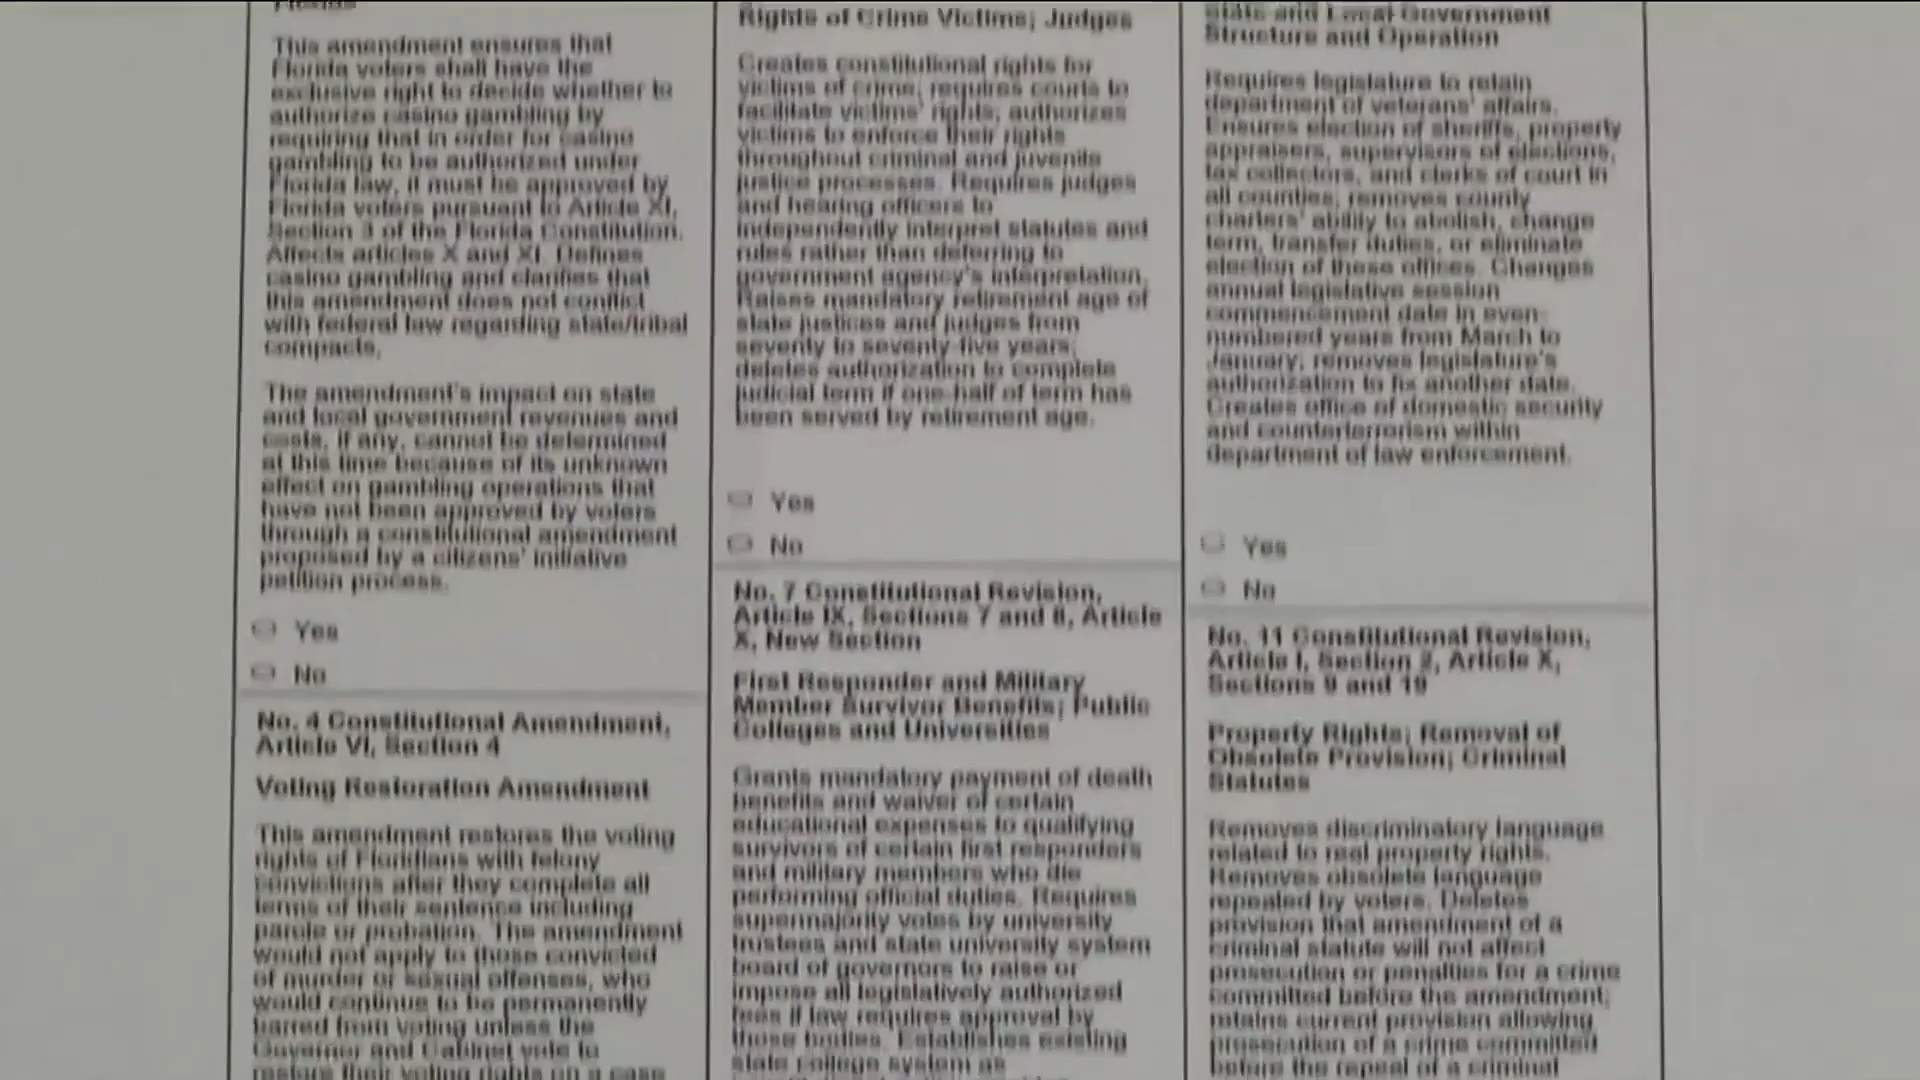 Florida
This amendment ensures that
Florida voters shall have the
exclusive right to decide whether to
authorize casino gambling by
requiring that in order for casino
gambling to be authorized under
Florida law, it must be approved by
Florida voters pursuant to Article XI,
Section 3 of the Florida Constitution.
Affects articles X and XI. Defines
casino gambling and clarifies that
this amendment does not conflict
with federal law regarding state/tribal
compacts.
The amendment's impact on state
and local government revenues and
costs, if any, cannot be determined
at this time because of its unknown
effect on gambling operations that
have not been approved by voters
through a constitutional amendment
proposed by a citizens' initiative
petition process.
Yes
No
No. 4 Constitutional Amendment,
Article VI, Section 4
Voting Restoration Amendment
This amendment restores the voting
rights of Floridians with felony
convictions after they complete all
terms of their sentence including
parole or probation. The amendment
would not apply to those convicted
of murder or sexual offenses, who
would continue to be permanently
barred from voting unless the
Governor and Cabinet vote to
restore their voting rights on a case
Rights of Crime Victims; Judges
Creates constitutional rights for
victims of crime; requires courts to
facilitate victims' rights; authorizes
victims to enforce their rights
throughout criminal and juvenile
justice processes. Requires judges
and hearing officers to
independently interpret statutes and
rules rather than deferring to
government agency's interpretation.
Raises mandatory retirement age of
state justices and judges from
seventy to seventy-five years;
deletes authorization to complete
judicial term if one-half of term has
been served by retirement age.
Yes
No
No. 7 Constitutional Revision,
Article IX, Sections 7 and 8, Article
X, New Section
First Responder and Military
Member Survivor Benefits; Public
Colleges and Universities
Grants mandatory payment of death
benefits and waiver of certain
educational expenses to qualifying
survivors of certain first responders
and military members who die
performing official duties. Requires
supermajority votes by university
trustees and state university system
board of governors to raise or
impose all legislatively authorized
fees if law requires approval by
those bodies. Establishes existing
state college system as
State and Local Government
Structure and Operation
Requires legislature to retain
department of veterans' affairs.
Ensures election of sheriffs, property
appraisers, supervisors of elections,
tax collectors, and clerks of court in
all counties; removes county
charters' ability to abolish, change
term, transfer duties, or eliminate
election of these offices. Changes
annual legislative session
commencement date in even-
numbered years from March to
January; removes legislature's
authorization to fix another date.
Creates office of domestic security
and counterterrorism within
department of law enforcement.
Yes
No
No. 11 Constitutional Revision,
Article I, Section 2, Article X,
Sections 9 and 19
Property Rights; Removal of
Obsolete Provision; Criminal
Statutes
Removes discriminatory language
related to real property rights.
Removes obsolete language
repealed by voters. Deletes
provision that amendment of a
criminal statute will not affect
prosecution or penalties for a crime
committed before the amendment;
retains current provision allowing
prosecution of a crime committed
before the repeal of a criminal